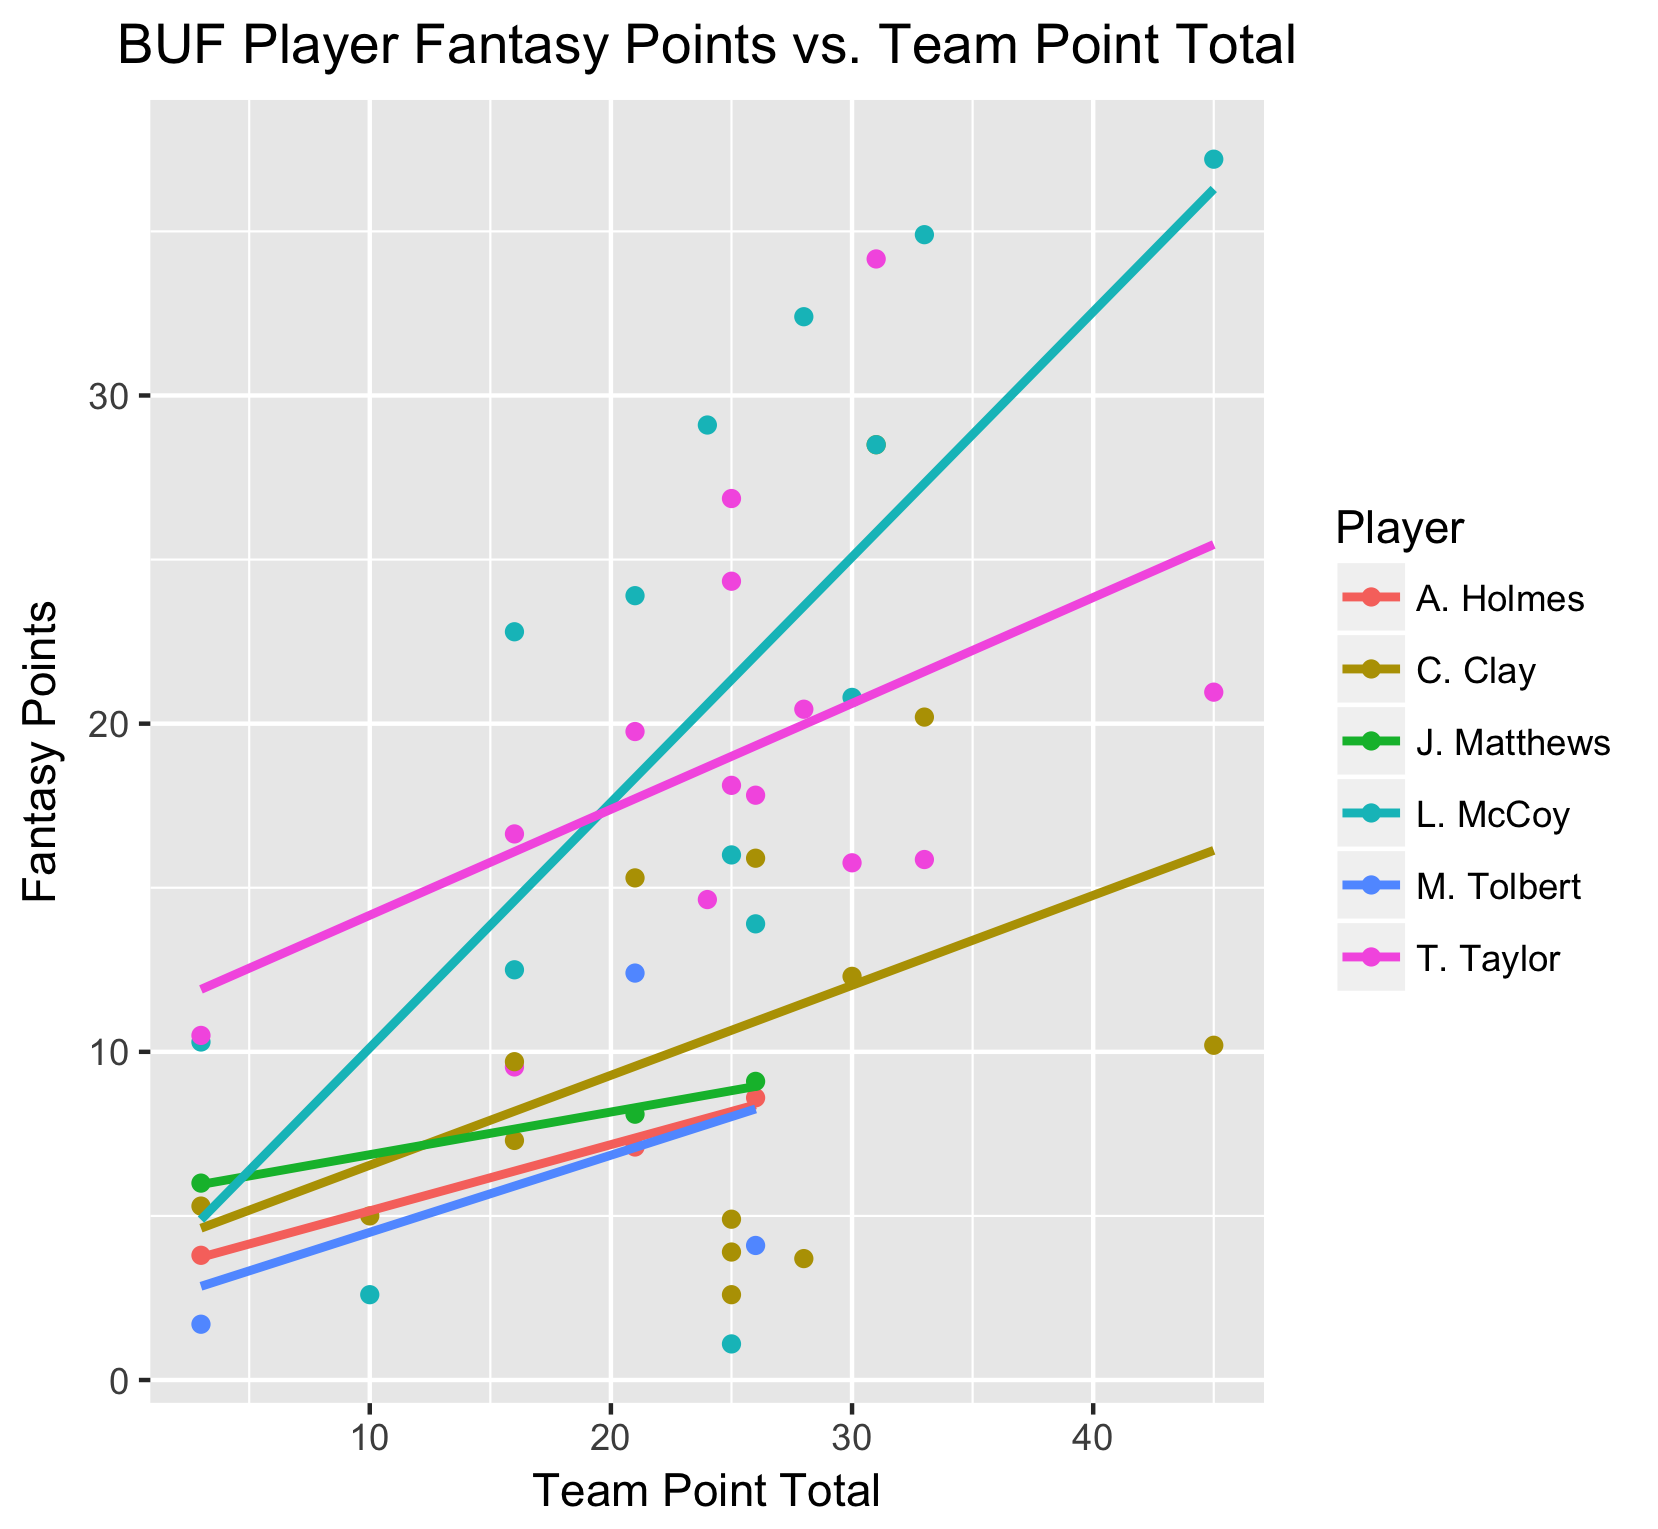 BUF Player Fantasy Points vs. Team Point Total
Fantasy Points
30
20
10
0
10 20 30 40
Team Point Total
Player
A. Holmes
C. Clay
J. Matthews
L. McCoy
M. Tolbert
T. Taylor